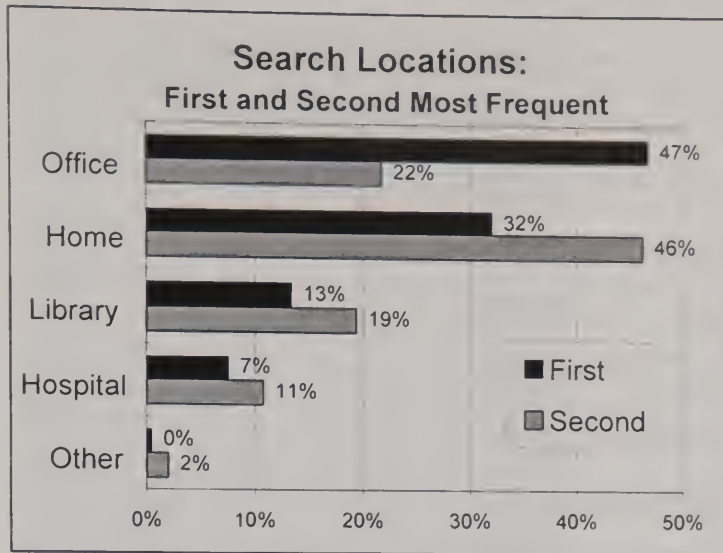 Search Locations:
First and Second Most Frequent
Office
47%
22%
Home
32%
46%
Library
13%
19%
Hospital
7%
11%
Other
0%
2%
First
Second
0% 10% 20% 30% 40% 50%